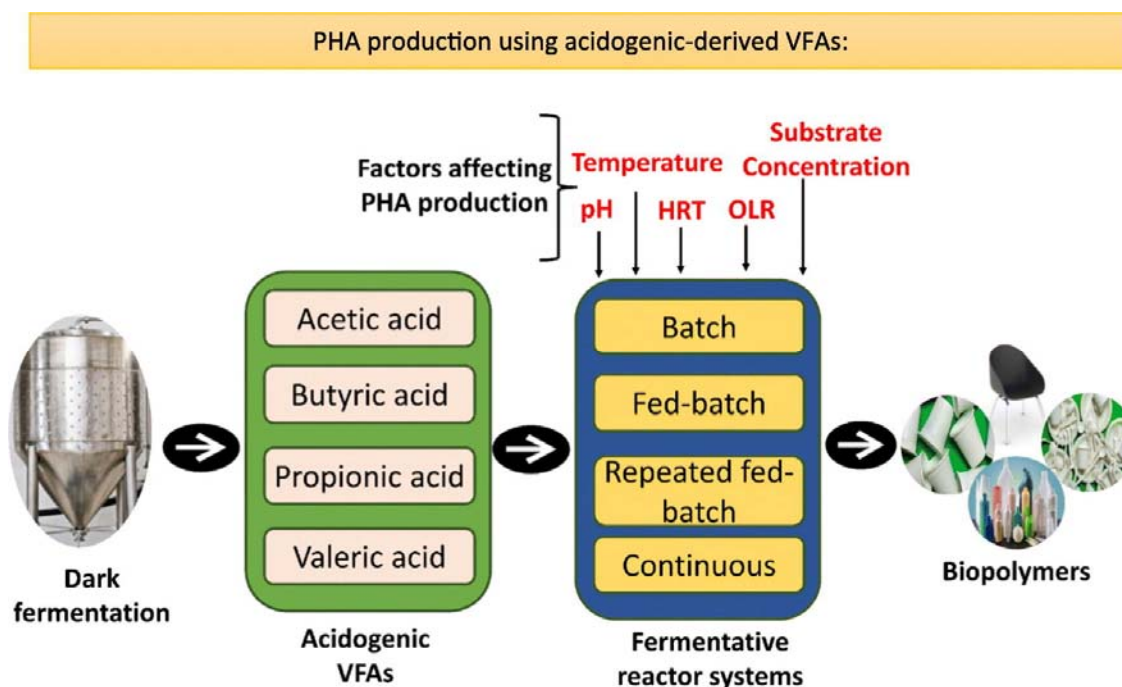 PHA production using acidogenic-derived VFAs:
Factors affecting
PHA production
Temperature
Substrate
Concentration
pH
HRT
OLR
Acetic acid
Butyric acid
Propionic acid
Valeric acid
Batch
Fed-batch
Repeated fed-
batch
Continuous
Dark
fermentation
Acidogenic
VFAs
Fermentative
reactor systems
Biopolymers